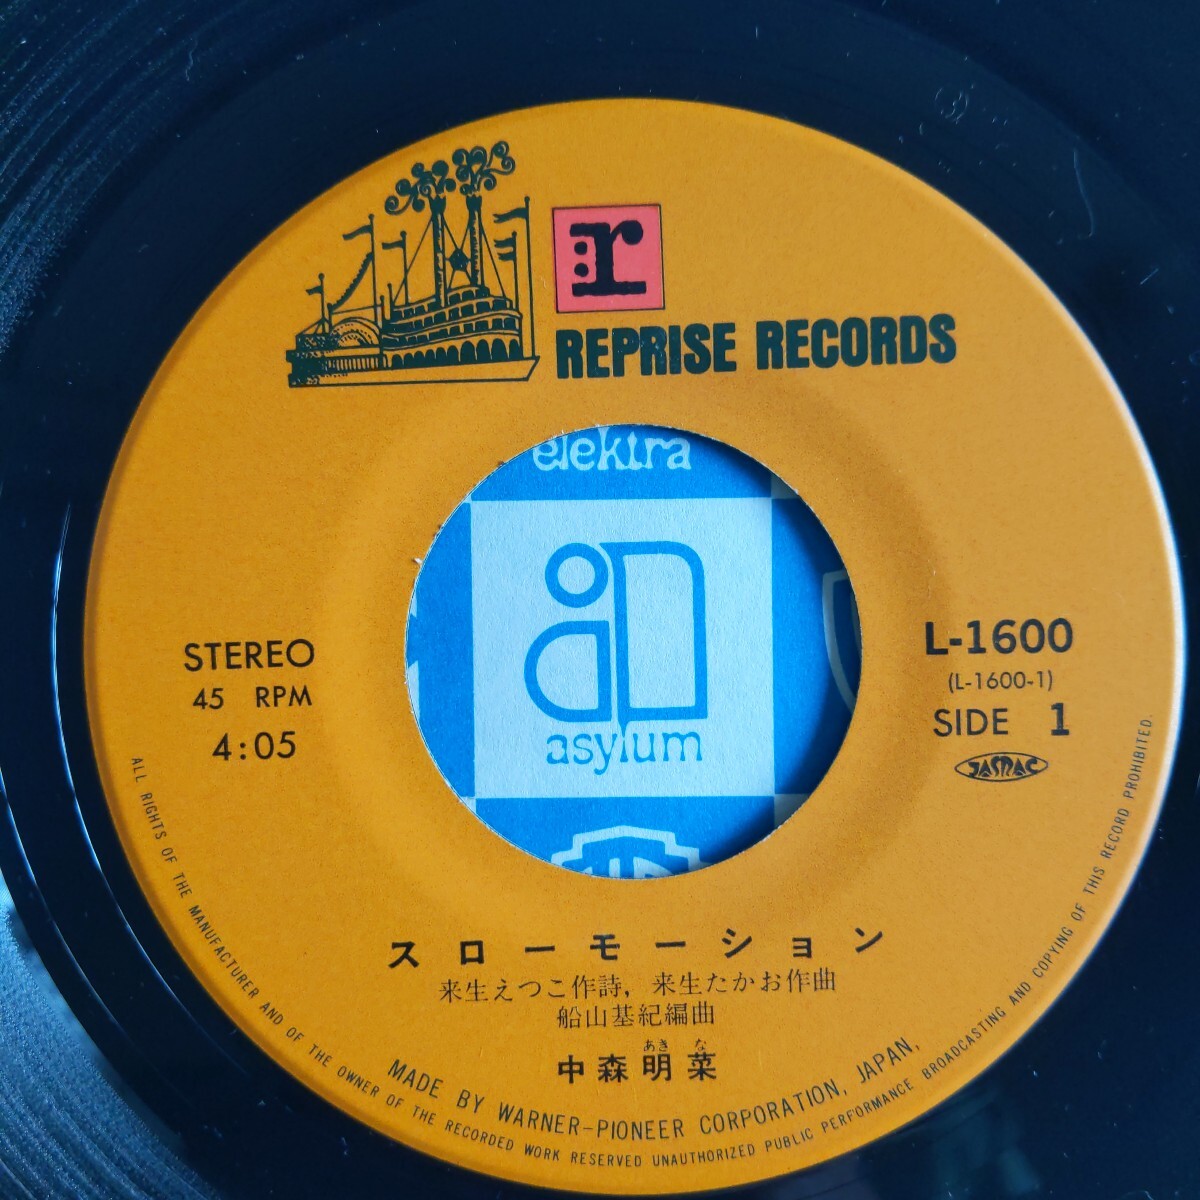 r
REPRISE RECORDS
elektra
asylum
STEREO
45 RPM
4:05
L-1600
(L-1600-1)
SIDE 1
JASRAC
スローモーション
来生えつこ作詩, 来生たかお作曲
船山基紀編曲
あき な
中森明菜
MADE BY WARNER-PIONEER CORPORATION, JAPAN.
ALL RIGHTS OF THE MANUFACTURER AND OF THE OWNER OF THE RECORDED WORK RESERVED UNAUTHORIZED PUBLIC PERFORMANCE BROADCASTING AND COPYING OF THIS RECORD PROHIBITED.